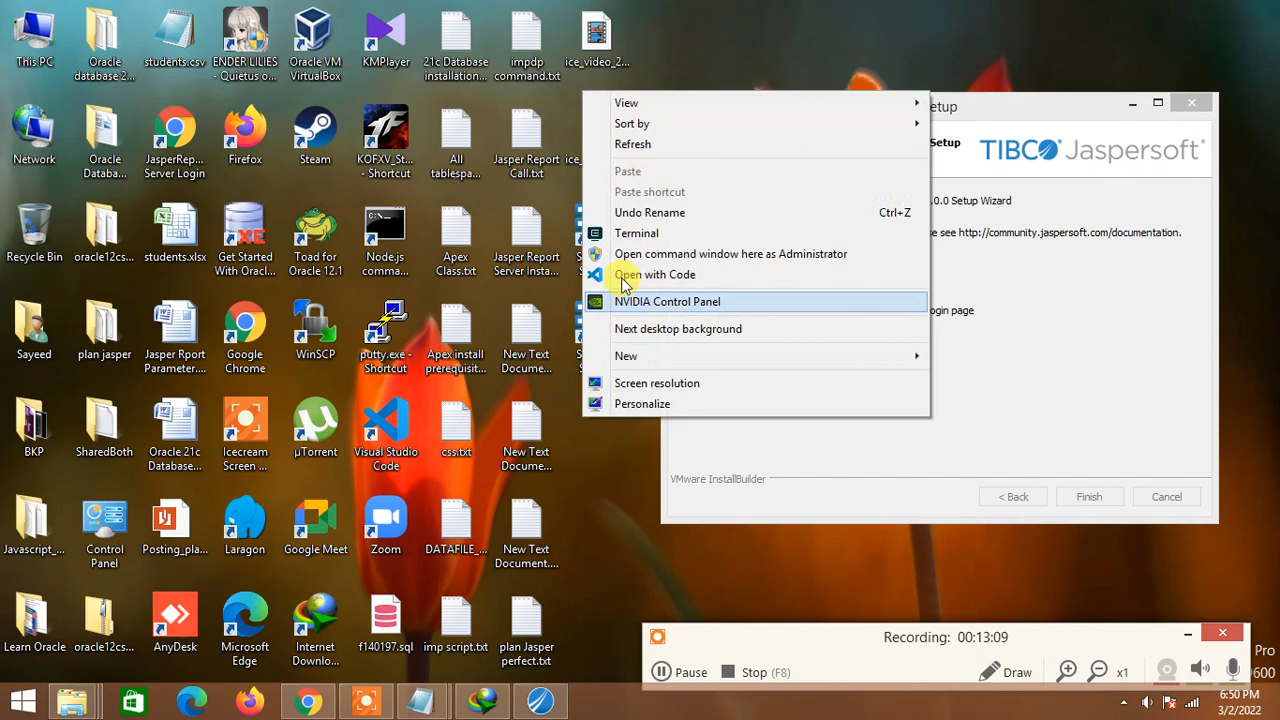 This PC
Oracle
database 2...
students.csv
ENDER LILIES
- Quietus o...
Oracle VM
VirtualBox
KMPlayer
21c Database
installation...
impdp
command.txt
ice_video_2...
Network
Oracle
Databa...
JasperRep...
Server Login
Firefox
Steam
KOFXV_St...
- Shortcut
All
tablespa...
Jasper Report
Call.txt
Recycle Bin
oracle12cs...
students.xlsx
Get Started
With Oracl...
Toad for
Oracle 12.1
Node.js
comma...
Apex
Class.txt
Jasper Report
Server Insta...
Sayeed
plan jasper
Jasper Rport
Parameter....
Google
Chrome
WinSCP
putty.exe -
Shortcut
Apex install
prerequisit...
New Text
Docume...
BKP
SharedBoth
Oracle 21c
Database...
Icecream
Screen ...
µTorrent
Visual Studio
Code
css.txt
New Text
Docume...
Javascript_...
Control
Panel
Posting_pla...
Laragon
Google Meet
Zoom
DATAFILE_...
New Text
Document....
Learn Oracle
oracle12cs...
AnyDesk
Microsoft
Edge
Internet
Downlo...
f140197.sql
imp script.txt
plan Jasper
perfect.txt
View
Sort by
Refresh
Paste
Paste shortcut
Undo Rename Ctrl+Z
Terminal
Open command window here as Administrator
Open with Code
NVIDIA Control Panel
Next desktop background
New
Screen resolution
Personalize
etup
Setup
TIBCO Jaspersoft
.0.0 Setup Wizard
se see http://community.jaspersoft.com/documentation.
ogin page
VMware InstallBuilder
< Back Finish Cancel
Recording: 00:13:09
Pause Stop (F8) Draw x1
Pro
9600
6:50 PM
3/2/2022